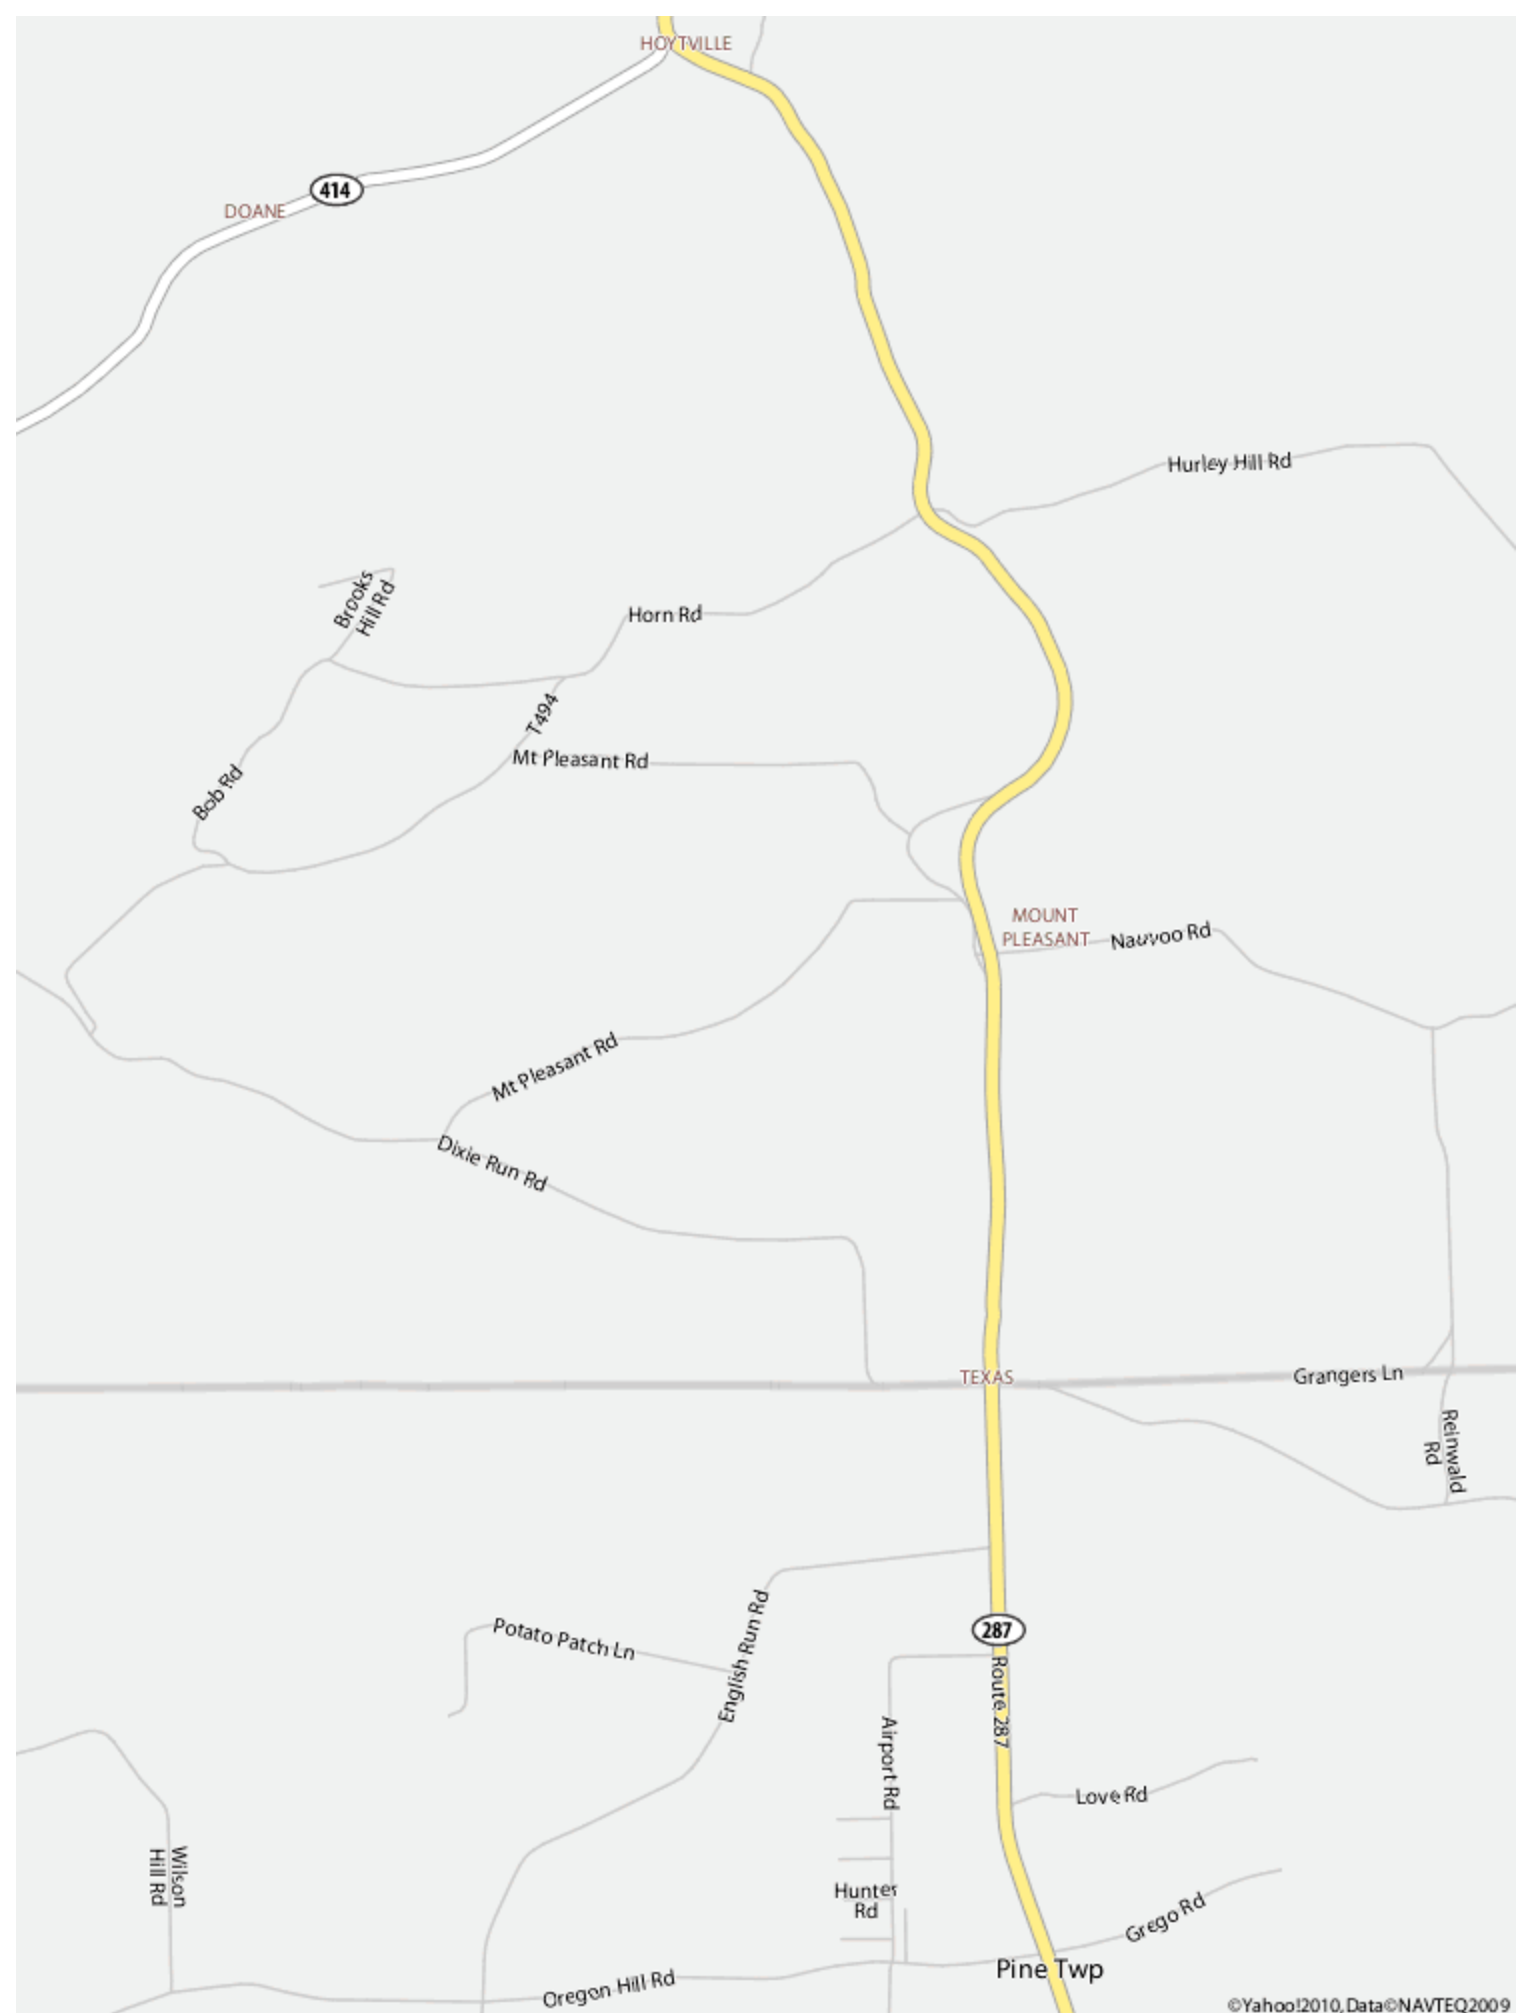 HOYTVILLE
414
DOANE
Hurley Hill Rd
Brooks
Hill Rd
Horn Rd
T494
Mt Pleasant Rd
Bob Rd
MOUNT
PLEASANT
Nauvoo Rd
Mt Pleasant Rd
Dixie Run Rd
TEXAS
Grangers Ln
Reinwald
Rd
English Run Rd
Potato Patch Ln
287
Route 287
Airport Rd
Love Rd
Wilson
Hill Rd
Hunter
Rd
Grego Rd
Pine Twp
Oregon Hill Rd
©Yahoo!2010,Data©NAVTEQ2009